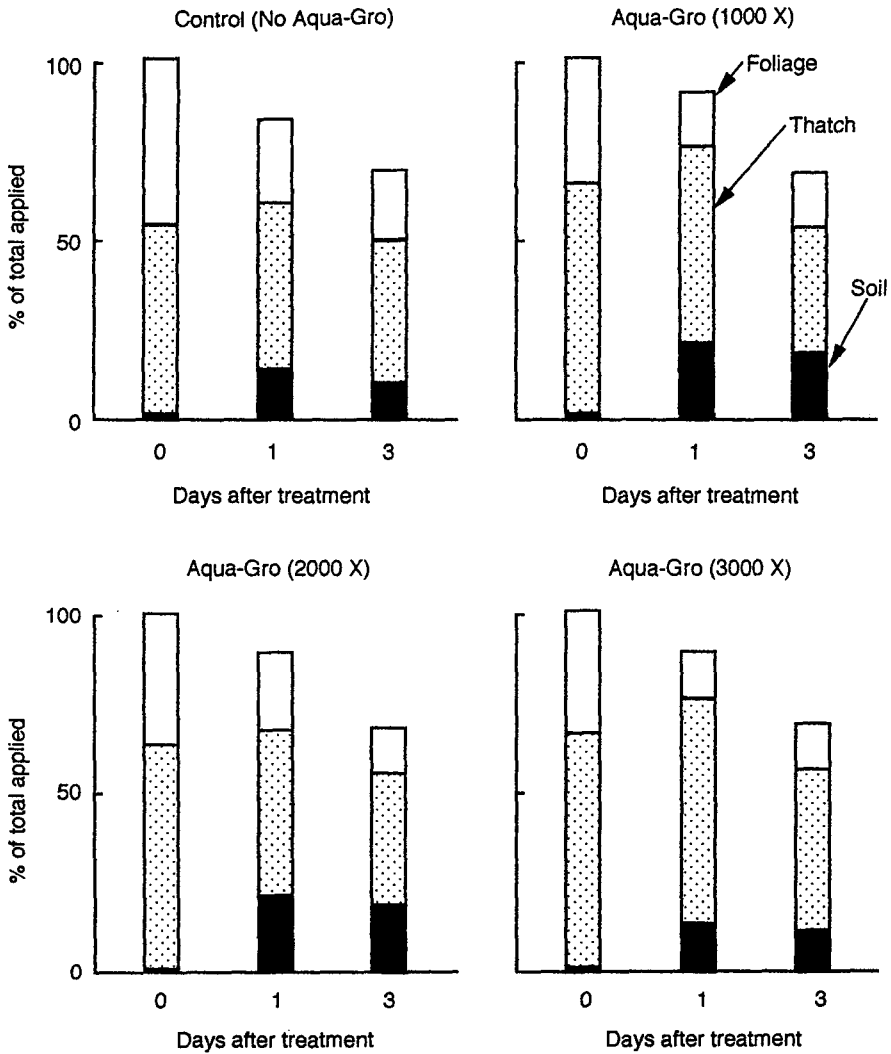 Control (No Aqua-Gro)
Aqua-Gro (1000 X)
100
50
0
% of total applied
Foliage
Thatch
Soil
0 1 3
0 1 3
Days after treatment
Days after treatment
Aqua-Gro (2000 X)
Aqua-Gro (3000 X)
100
50
0
% of total applied
0 1 3
0 1 3
Days after treatment
Days after treatment